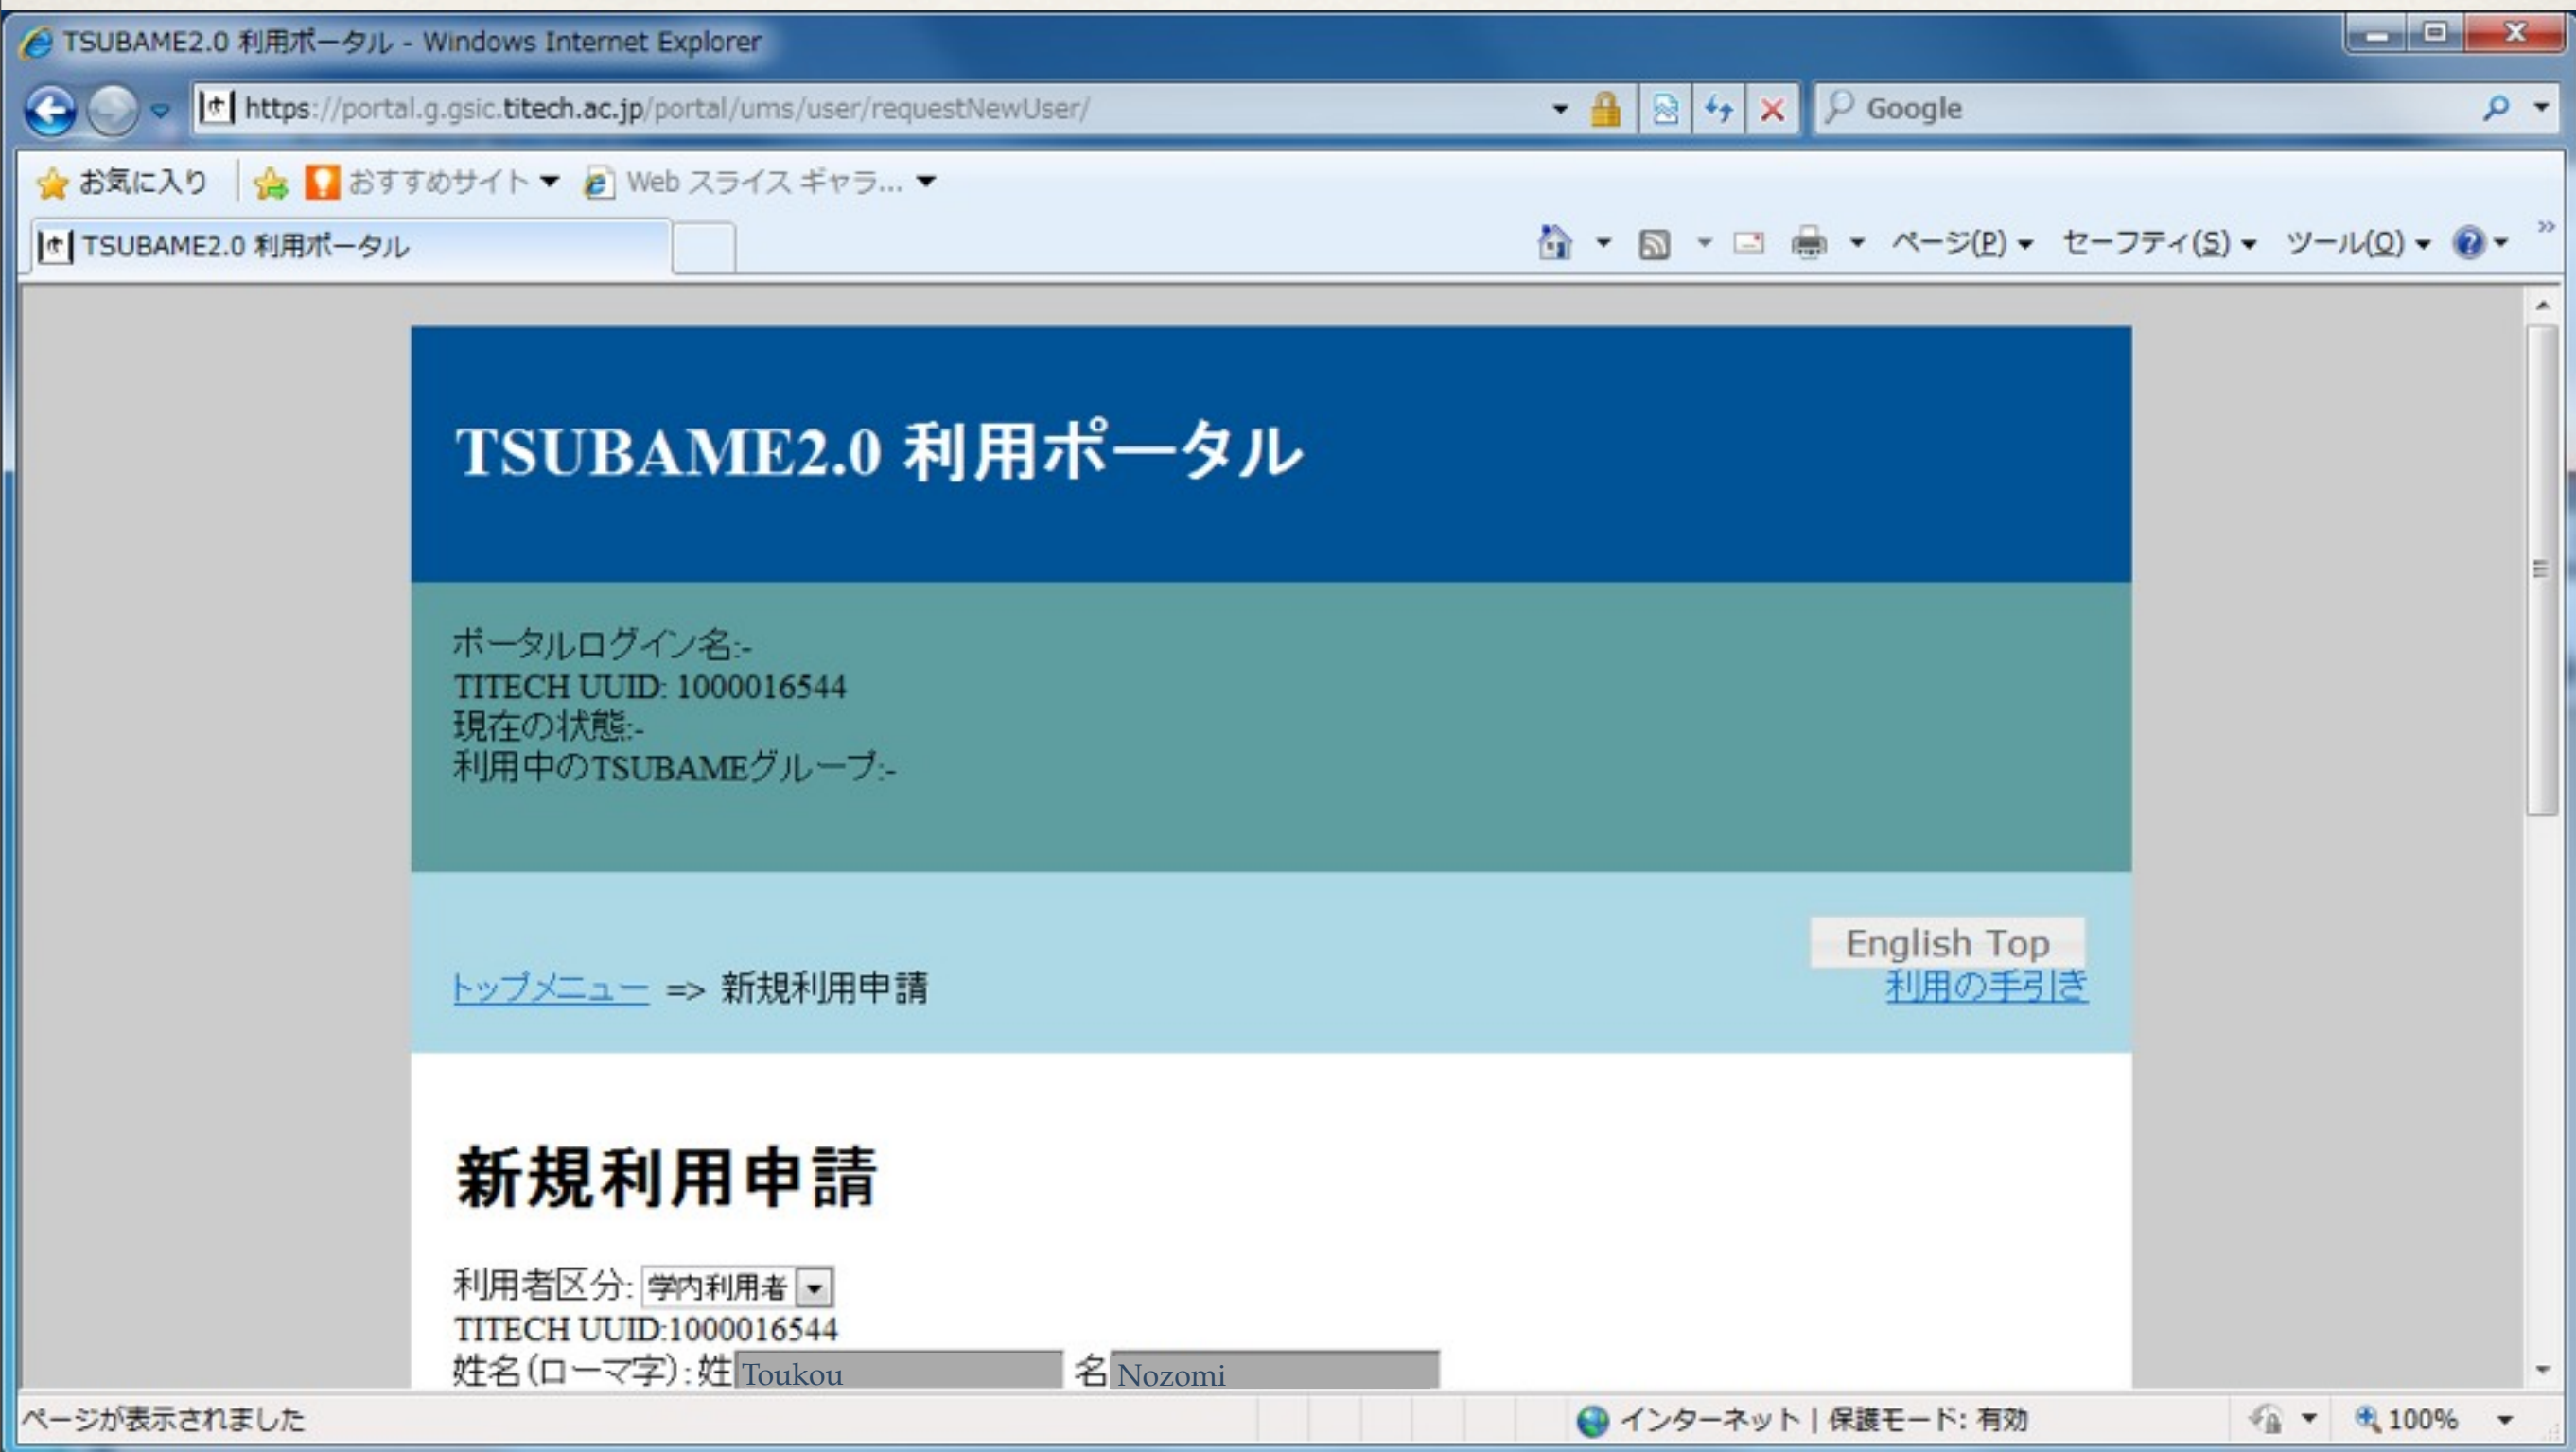 TSUBAME2.0 利用ポータル - Windows Internet Explorer
https://portal.g.gsic.titech.ac.jp/portal/ums/user/requestNewUser/
Google
お気に入り おすすめサイト Web スライス ギャラ...
TSUBAME2.0 利用ポータル
ページ(P) セーフティ(S) ツール(O)
TSUBAME2.0 利用ポータル
ポータルログイン名:-
TITECH UUID: 1000016544
現在の状態:-
利用中のTSUBAMEグループ:-
English Top
トップメニュー => 新規利用申請 利用の手引き
新規利用申請
利用者区分: 学内利用者
TITECH UUID:1000016544
姓名(ローマ字): 姓 Toukou 名 Nozomi
ページが表示されました インターネット | 保護モード: 有効 100%